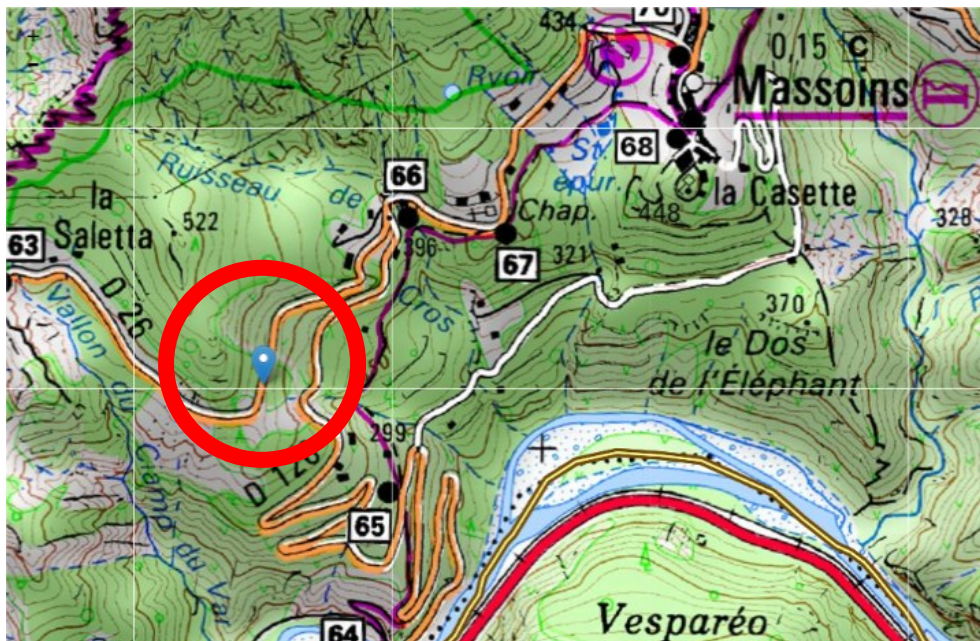 434
70
0,15 C
Rvoir
Massoins
Ruisseau
de
66
68
St
épur.
la
Saletta
522
la Casette
448
Chap.
328
63
396
67
321
D 26
Cros
370
Vallon
du
Champ du Var
le Dos
de l'Éléphant
299
D 126
65
64
Vesparéo